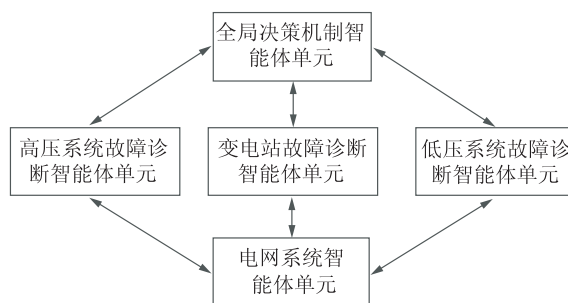 全局决策机制智
能体单元
高压系统故障诊
断智能体单元
变电站故障诊断
智能体单元
低压系统故障诊
断智能体单元
电网系统智
能体单元